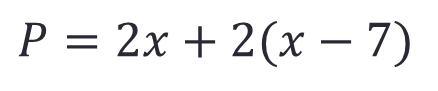 P = 2x + 2(x − 7)